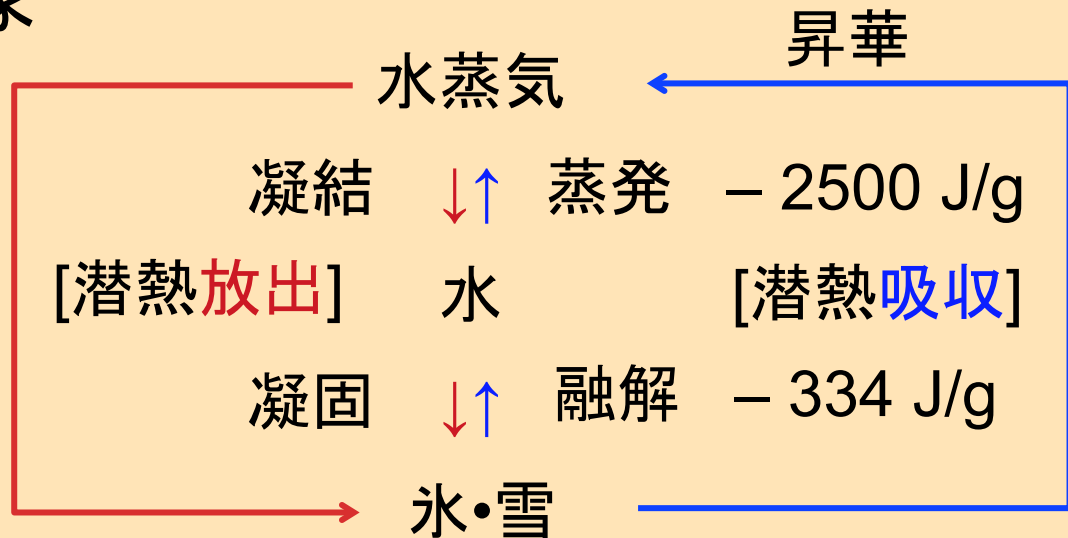 昇華
水蒸気
凝結 ↓↑ 蒸発 – 2500 J/g
[潜熱放出] 水 [潜熱吸収]
凝固 ↓↑ 融解 – 334 J/g
氷・雪